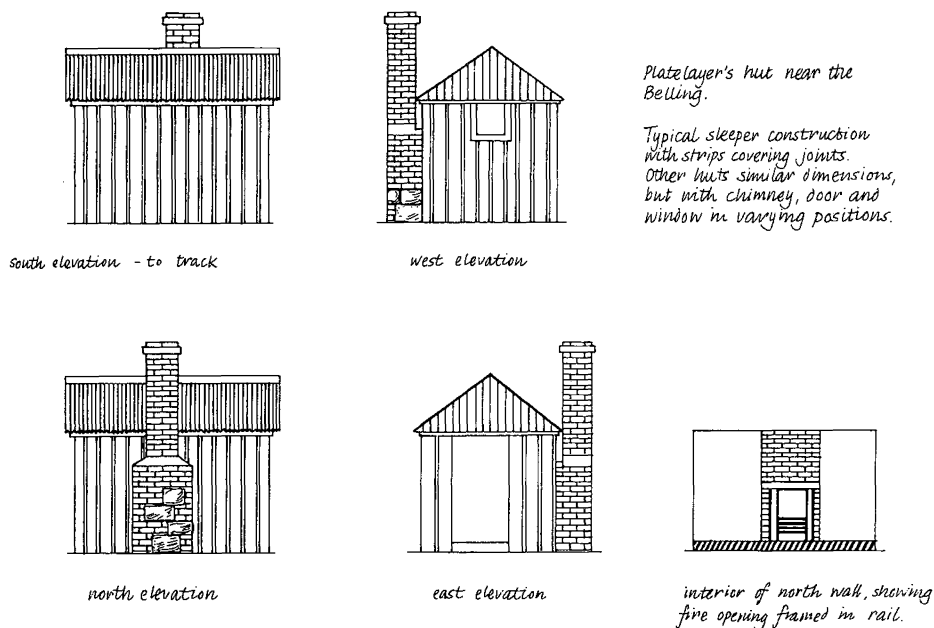 Platelayer's hut near the
Belling.
Typical sleeper construction
with strips covering joints.
Other huts similar dimensions,
but with chimney, door and
window in varying positions.
south elevation - to track
west elevation
north elevation
east elevation
interior of north wall, showing
fire opening framed in rail.